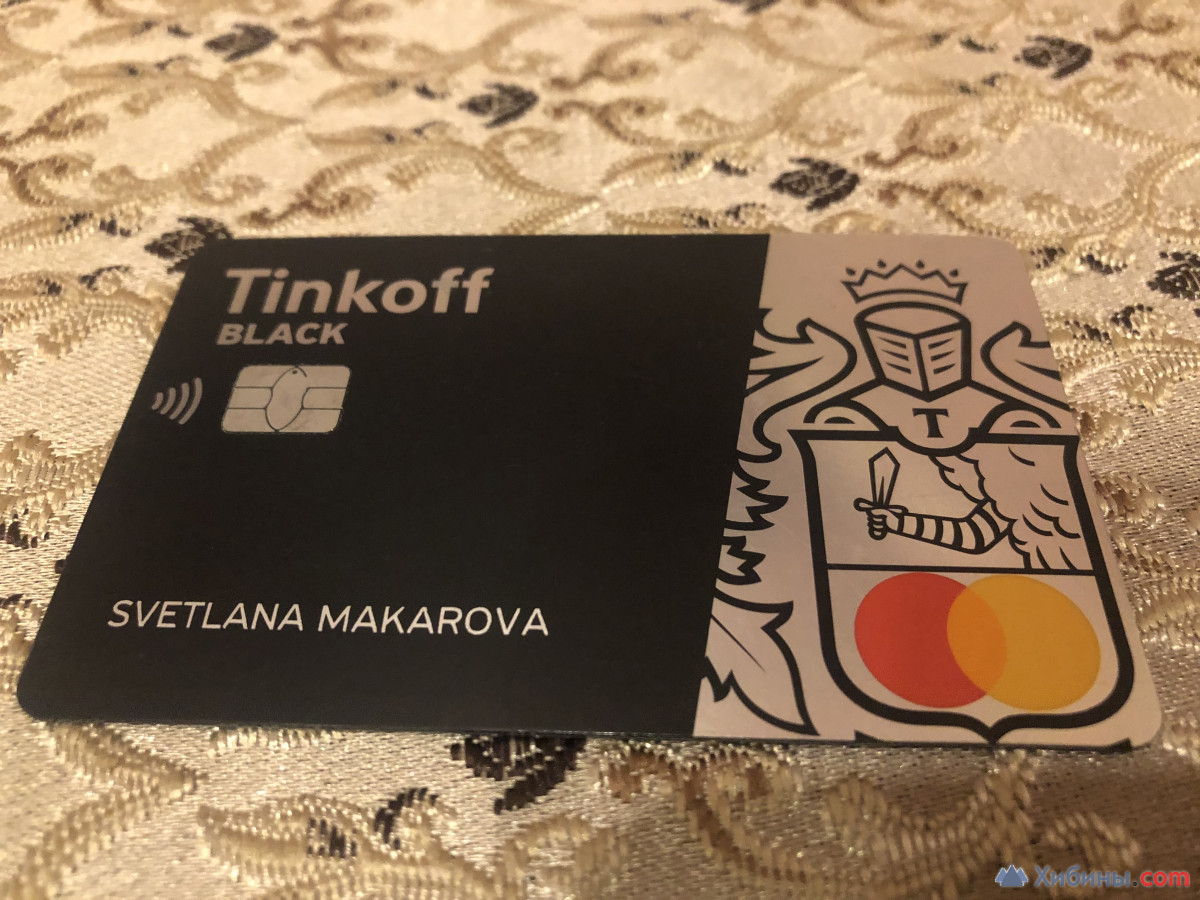 Tinkoff
BLACK
T
SVETLANA MAKAROVA
Хибины.com